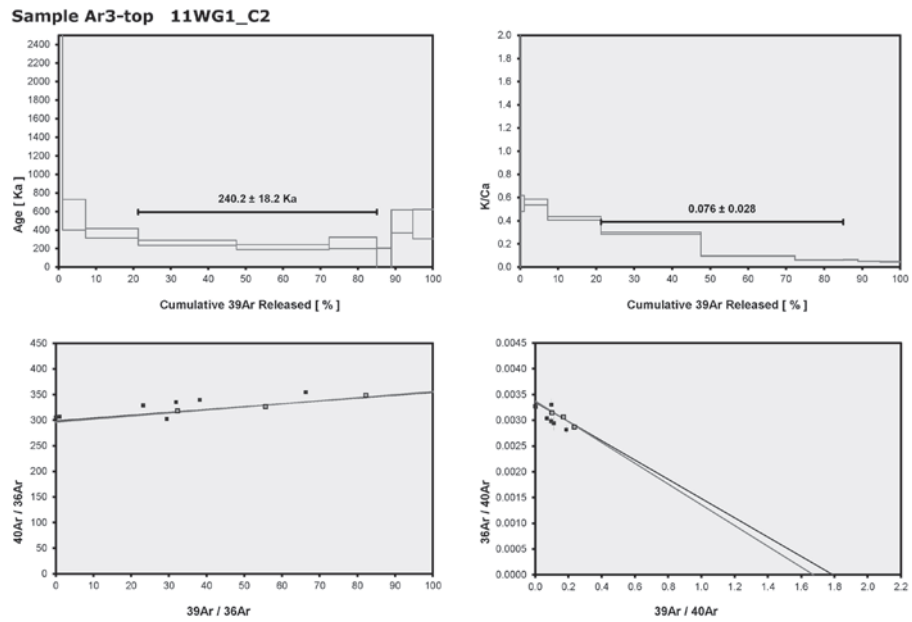 Sample Ar3-top 11WG1_C2
Age [ Ka ]
2400
2200
2000
1800
1600
1400
1200
1000
800
600
400
200
0
240.2 ± 18.2 Ka
0 10 20 30 40 50 60 70 80 90 100
Cumulative 39Ar Released [ % ]
K/Ca
2.0
1.8
1.6
1.4
1.2
1.0
0.8
0.6
0.4
0.2
0.0
0.076 ± 0.028
0 10 20 30 40 50 60 70 80 90 100
Cumulative 39Ar Released [ % ]
40Ar / 36Ar
450
400
350
300
250
200
150
100
50
0
0 10 20 30 40 50 60 70 80 90 100
39Ar / 36Ar
36Ar / 40Ar
0.0045
0.0040
0.0035
0.0030
0.0025
0.0020
0.0015
0.0010
0.0005
0.0000
0.0 0.2 0.4 0.6 0.8 1.0 1.2 1.4 1.6 1.8 2.0 2.2
39Ar / 40Ar